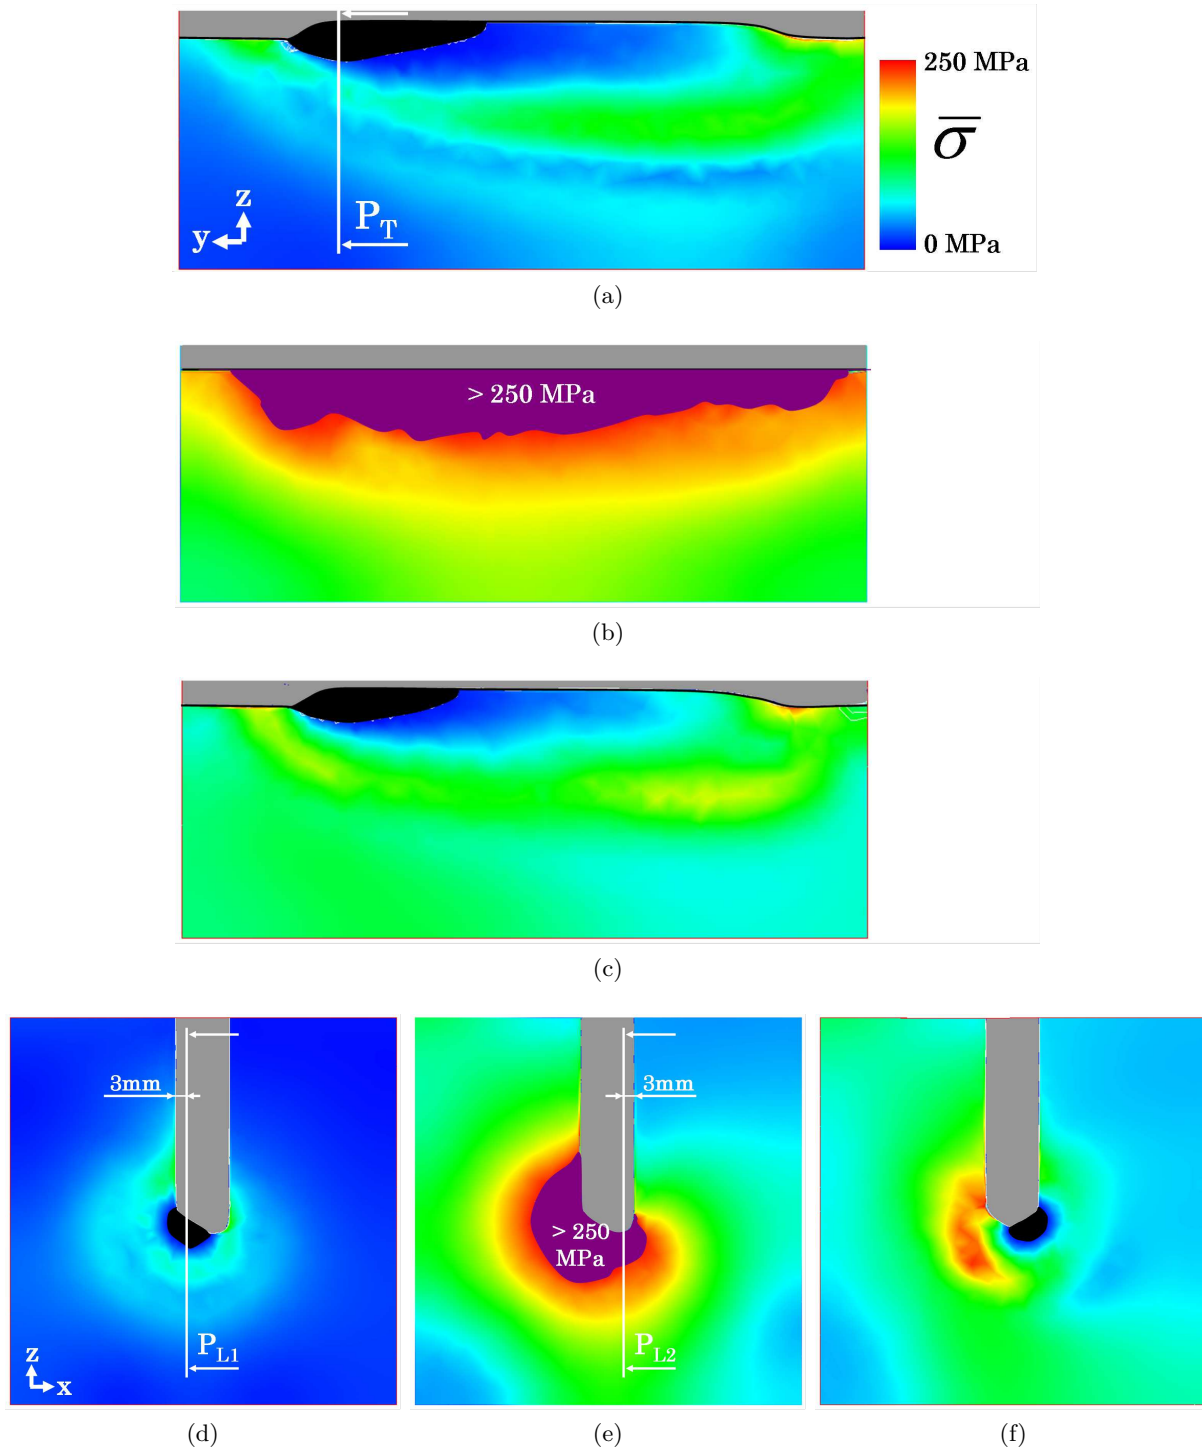 250 MPa
σ̅
0 MPa
z
y
P_T
(a)
> 250 MPa
(b)
(c)
3mm
P_L1
z
x
3mm
> 250
MPa
P_L2
(d)
(e)
(f)